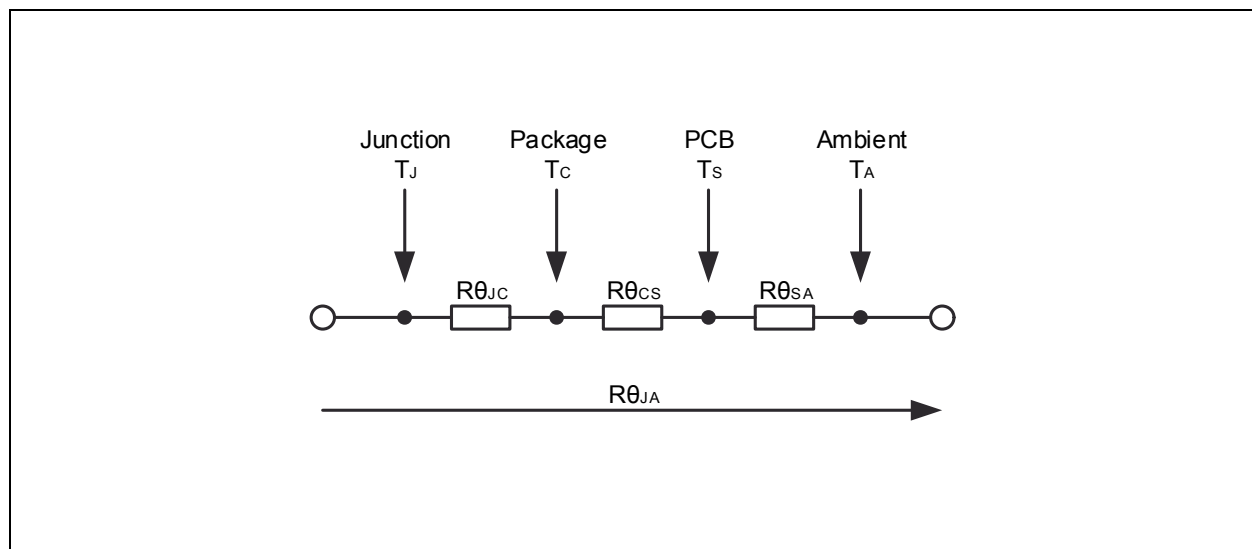 Junction Package PCB Ambient
TJ TC TS TA
RθJC RθCS RθSA
RθJA